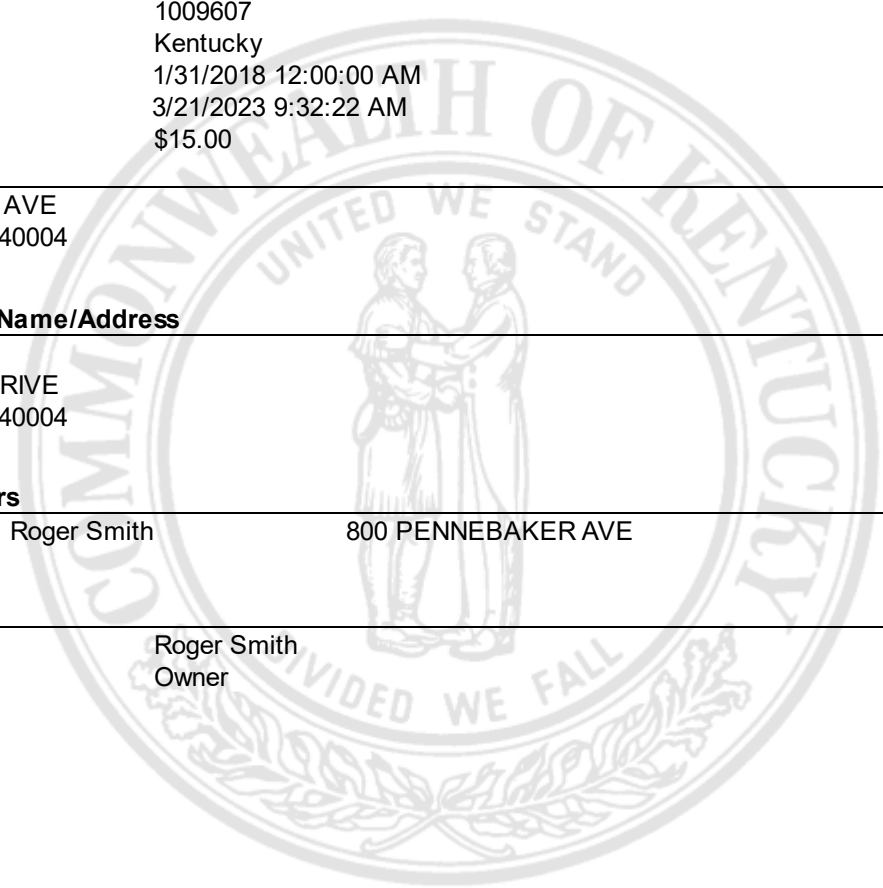 1009607
Kentucky
1/31/2018 12:00:00 AM
3/21/2023 9:32:22 AM
$15.00
AVE
40004
Name/Address
RIVE
40004
rs
Roger Smith 800 PENNEBAKER AVE
Roger Smith
Owner
COMMONWEALTH OF KENTUCKY
UNITED WE STAND
DIVIDED WE FALL